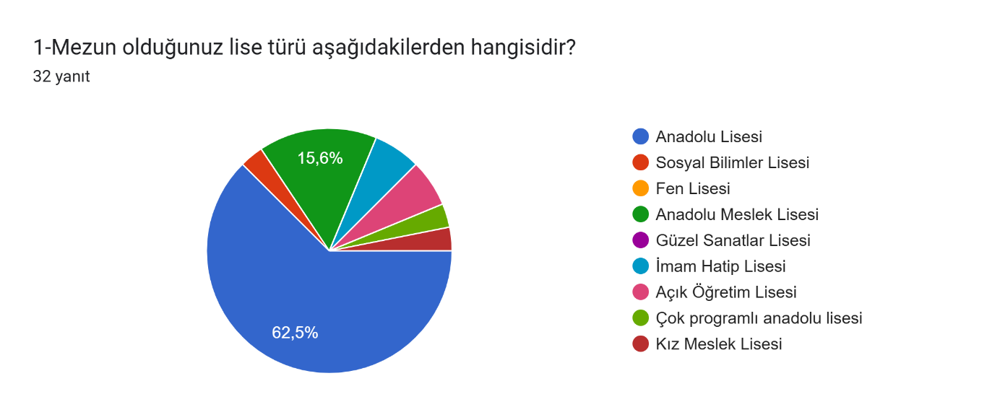 1-Mezun olduğunuz lise türü aşağıdakilerden hangisidir?
32 yanıt
15,6%
62,5%
Anadolu Lisesi
Sosyal Bilimler Lisesi
Fen Lisesi
Anadolu Meslek Lisesi
Güzel Sanatlar Lisesi
İmam Hatip Lisesi
Açık Öğretim Lisesi
Çok programlı anadolu lisesi
Kız Meslek Lisesi